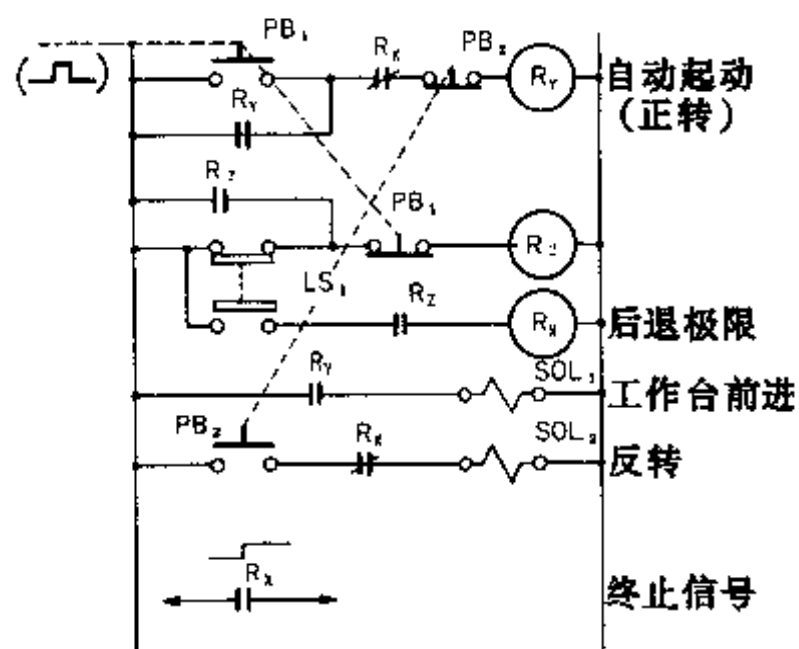 PB₁
R_X
PB₂
R_Y
自动起动
(正转)
R_Y
R_Z
PB₁
R_Z
LS₁
R_Z
R_X
后退极限
R_Y
SOL₁
工作台前进
PB₂
R_X
SOL₂
反转
R_X
终止信号